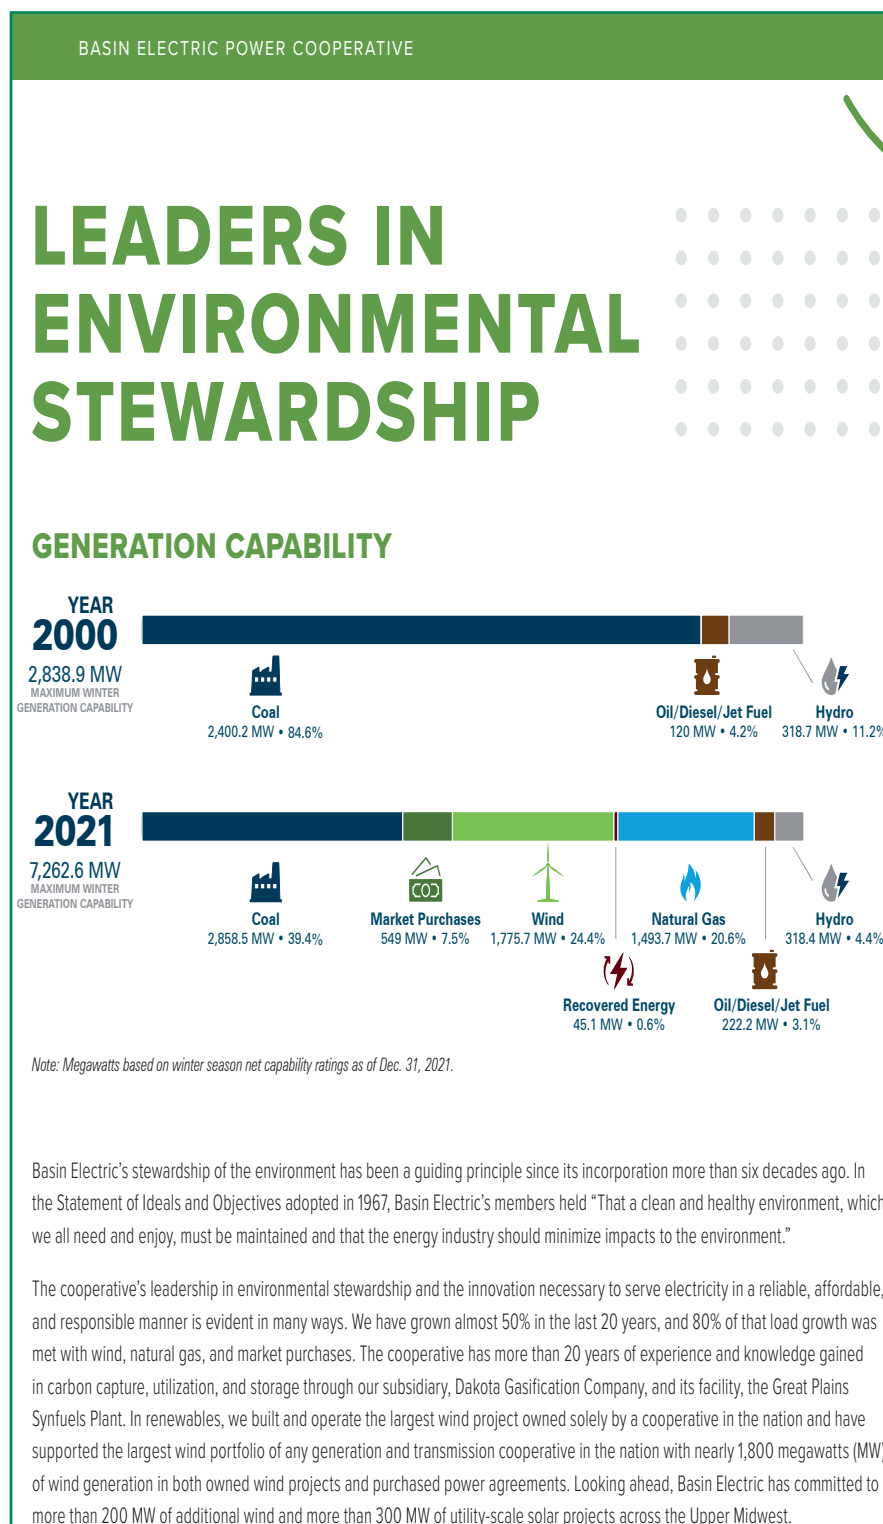 BASIN ELECTRIC POWER COOPERATIVE
LEADERS IN
ENVIRONMENTAL
STEWARDSHIP
GENERATION CAPABILITY
YEAR
2000
2,838.9 MW
MAXIMUM WINTER
GENERATION CAPABILITY
Coal
2,400.2 MW • 84.6%
Oil/Diesel/Jet Fuel
120 MW • 4.2%
Hydro
318.7 MW • 11.2%
YEAR
2021
7,262.6 MW
MAXIMUM WINTER
GENERATION CAPABILITY
Coal
2,858.5 MW • 39.4%
Market Purchases
549 MW • 7.5%
Wind
1,775.7 MW • 24.4%
Natural Gas
1,493.7 MW • 20.6%
Hydro
318.4 MW • 4.4%
Recovered Energy
45.1 MW • 0.6%
Oil/Diesel/Jet Fuel
222.2 MW • 3.1%
Note: Megawatts based on winter season net capability ratings as of Dec. 31, 2021.
Basin Electric’s stewardship of the environment has been a guiding principle since its incorporation more than six decades ago. In
the Statement of Ideals and Objectives adopted in 1967, Basin Electric’s members held “That a clean and healthy environment, which
we all need and enjoy, must be maintained and that the energy industry should minimize impacts to the environment.”
The cooperative’s leadership in environmental stewardship and the innovation necessary to serve electricity in a reliable, affordable,
and responsible manner is evident in many ways. We have grown almost 50% in the last 20 years, and 80% of that load growth was
met with wind, natural gas, and market purchases. The cooperative has more than 20 years of experience and knowledge gained
in carbon capture, utilization, and storage through our subsidiary, Dakota Gasification Company, and its facility, the Great Plains
Synfuels Plant. In renewables, we built and operate the largest wind project owned solely by a cooperative in the nation and have
supported the largest wind portfolio of any generation and transmission cooperative in the nation with nearly 1,800 megawatts (MW)
of wind generation in both owned wind projects and purchased power agreements. Looking ahead, Basin Electric has committed to
more than 200 MW of additional wind and more than 300 MW of utility-scale solar projects across the Upper Midwest.